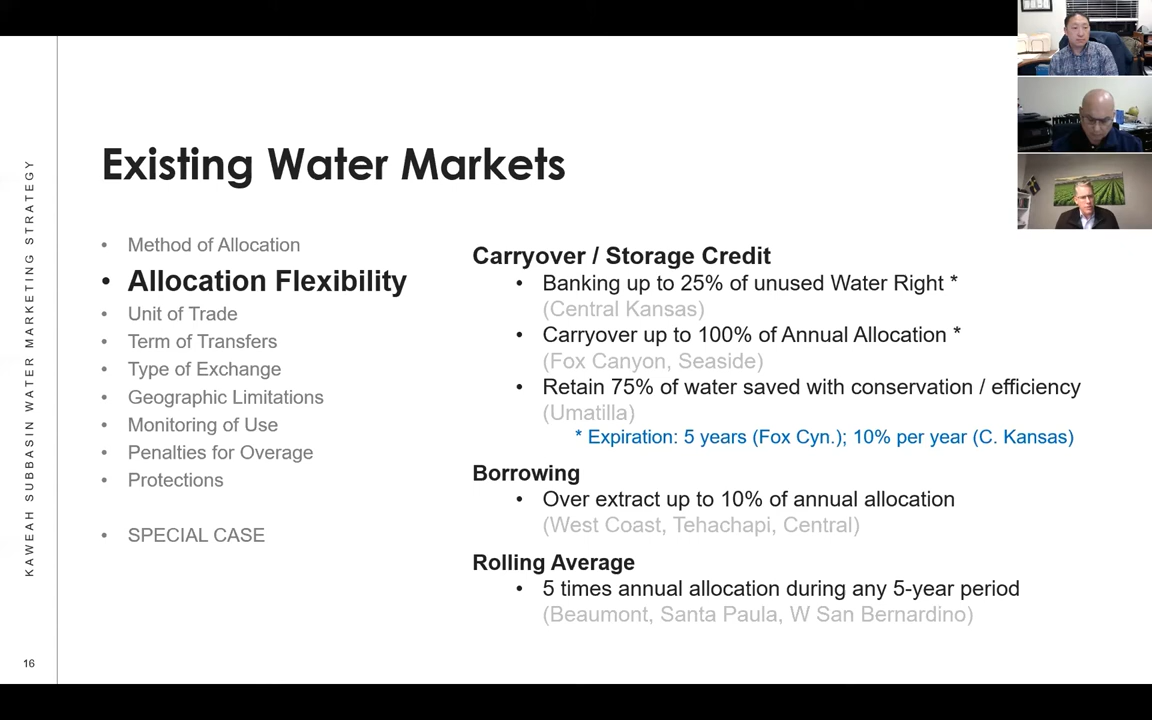 Existing Water Markets
KAWEAH SUBBASIN WATER MARKETING STRATEGY
• Method of Allocation
• Allocation Flexibility
• Unit of Trade
• Term of Transfers
• Type of Exchange
• Geographic Limitations
• Monitoring of Use
• Penalties for Overage
• Protections
• SPECIAL CASE
Carryover / Storage Credit
• Banking up to 25% of unused Water Right *
(Central Kansas)
• Carryover up to 100% of Annual Allocation *
(Fox Canyon, Seaside)
• Retain 75% of water saved with conservation / efficiency
(Umatilla)
* Expiration: 5 years (Fox Cyn.); 10% per year (C. Kansas)
Borrowing
• Over extract up to 10% of annual allocation
(West Coast, Tehachapi, Central)
Rolling Average
• 5 times annual allocation during any 5-year period
(Beaumont, Santa Paula, W San Bernardino)
16